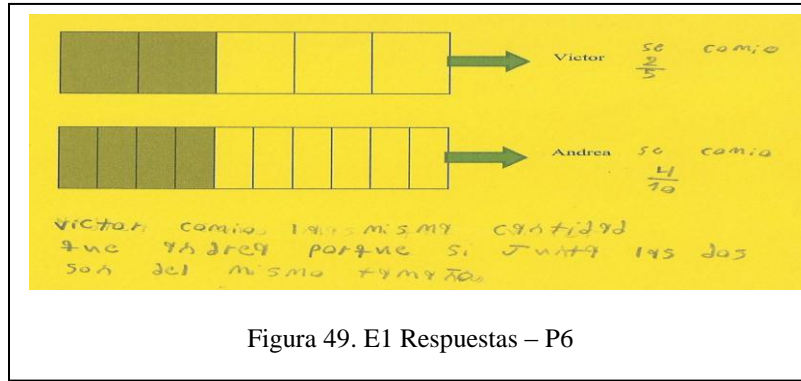 Victor se comio
2/5
Andrea se comio
4/10
victor comio la misma cantidad
que andrea porque si Junta las dos
son del mismo tamaño
Figura 49. E1 Respuestas – P6